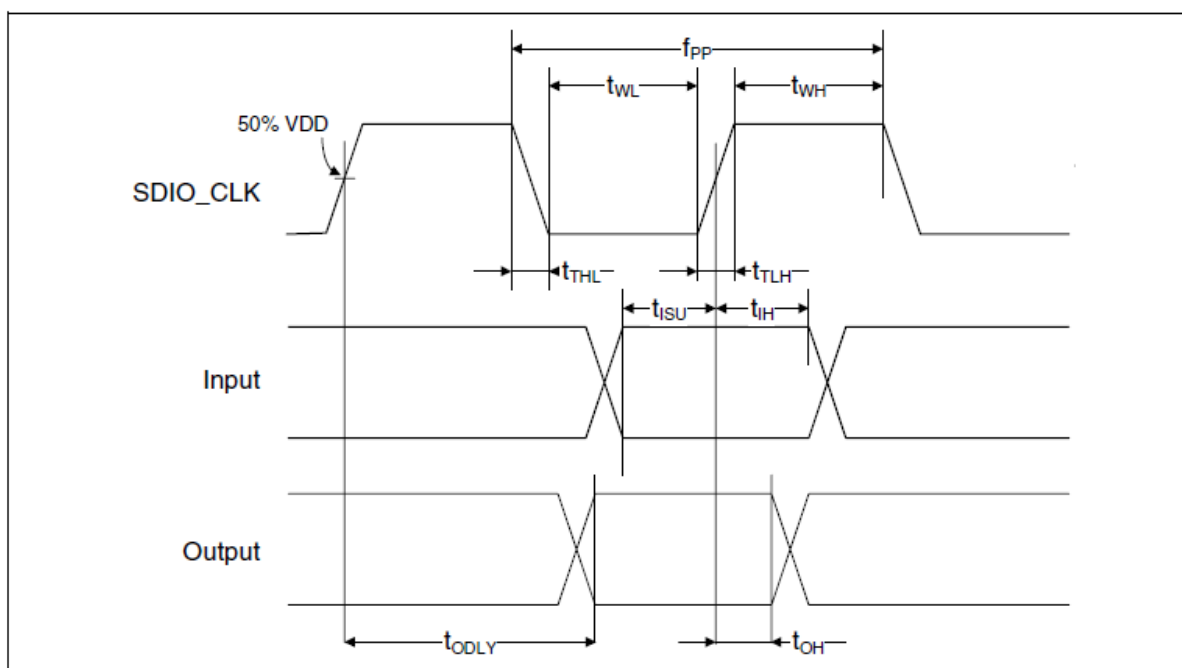 fPP
tWL
tWH
50% VDD
SDIO_CLK
tTHL
tTLH
tISU
tIH
Input
Output
tODLY
tOH